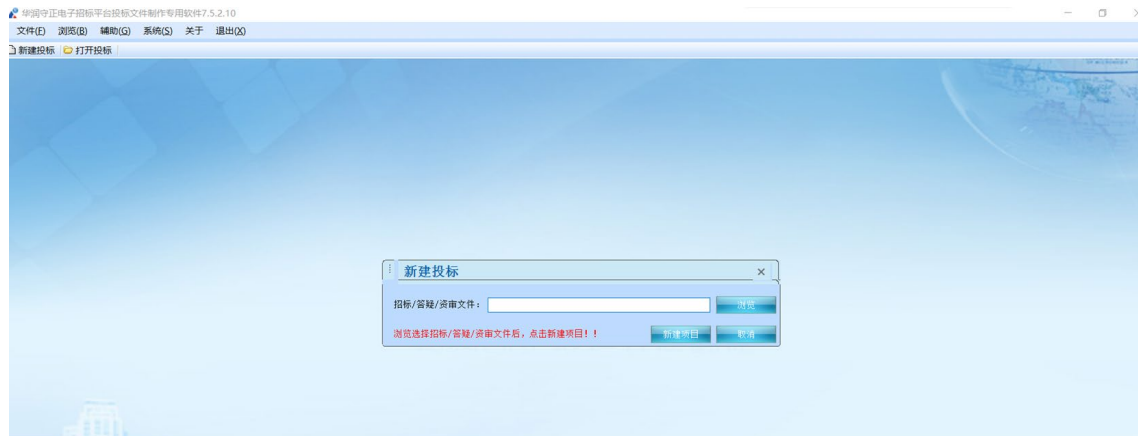 华润守正电子招标平台投标文件制作专用软件7.5.2.10
文件(F) 浏览(B) 辅助(G) 系统(S) 关于 退出(X)
新建投标 打开投标
新建投标
招标/答疑/资审文件： 浏览
浏览选择招标/答疑/资审文件后，点击新建项目！！ 新建项目 取消